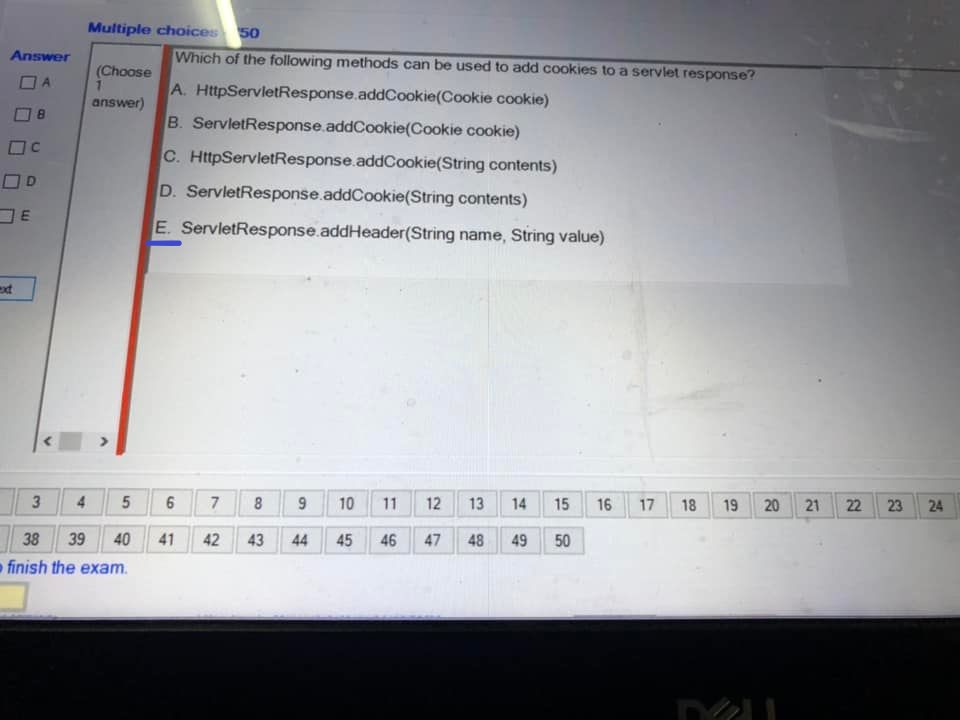 Multiple choices 50
Answer
(Choose
1
answer)
A
B
C
D
E
Which of the following methods can be used to add cookies to a servlet response?
A. HttpServletResponse.addCookie(Cookie cookie)
B. ServletResponse.addCookie(Cookie cookie)
C. HttpServletResponse.addCookie(String contents)
D. ServletResponse.addCookie(String contents)
E. ServletResponse.addHeader(String name, String value)
3 4 5 6 7 8 9 10 11 12 13 14 15 16 17 18 19 20 21 22 23 24
38 39 40 41 42 43 44 45 46 47 48 49 50
finish the exam.
DELL